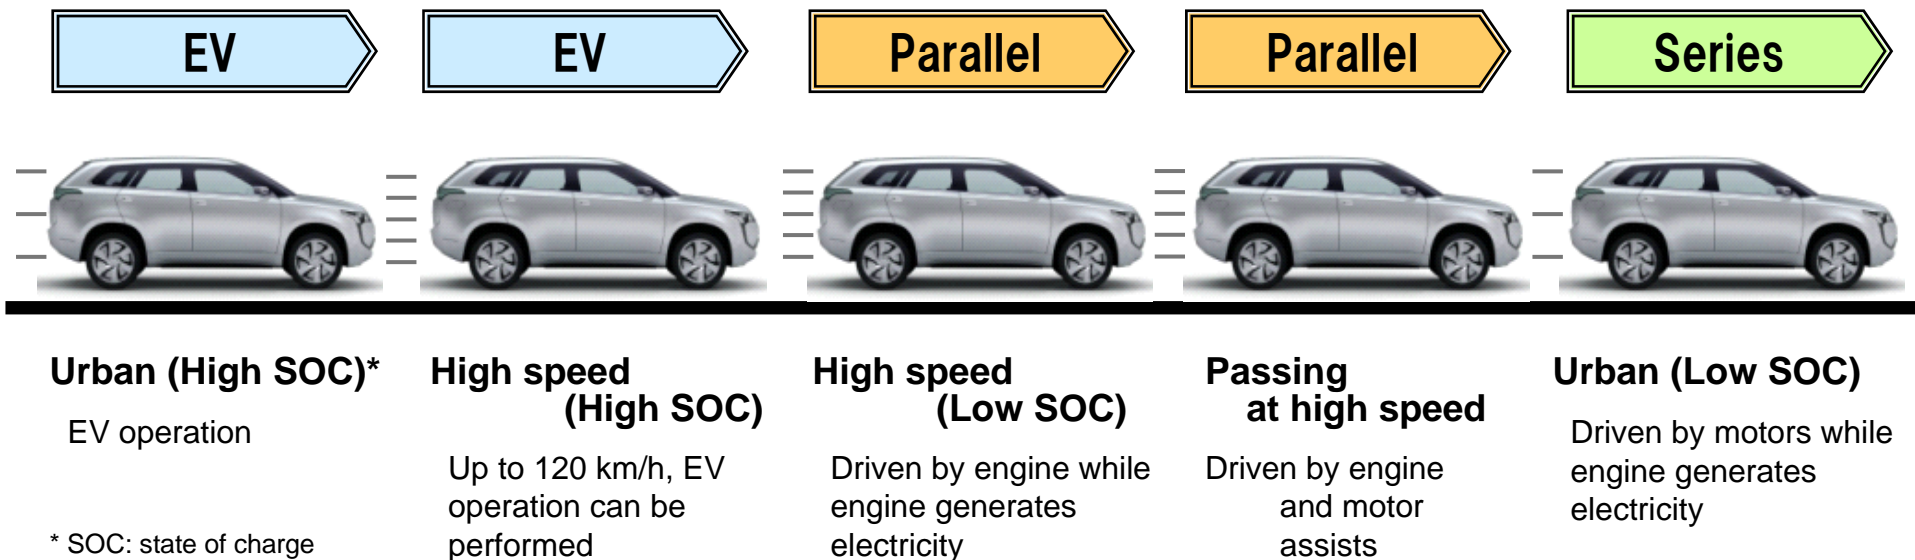 EV
EV
Parallel
Parallel
Series
Urban (High SOC)*
EV operation
* SOC: state of charge
High speed
(High SOC)
Up to 120 km/h, EV
operation can be
performed
High speed
(Low SOC)
Driven by engine while
engine generates
electricity
Passing
at high speed
Driven by engine
and motor
assists
Urban (Low SOC)
Driven by motors while
engine generates
electricity